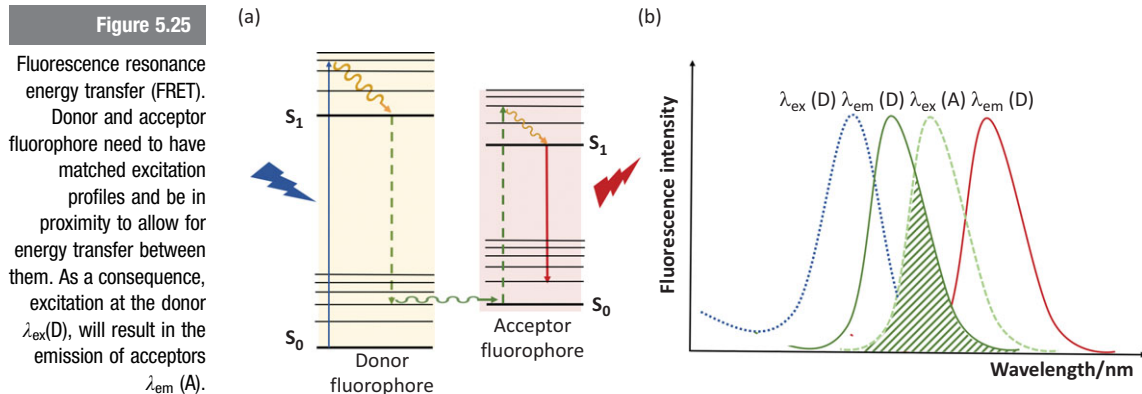 Figure 5.25
Fluorescence resonance
energy transfer (FRET).
Donor and acceptor
fluorophore need to have
matched excitation
profiles and be in
proximity to allow for
energy transfer between
them. As a consequence,
excitation at the donor
λex(D), will result in the
emission of acceptors
λem (A).
(a)
S1
S0
Donor
fluorophore
S1
S0
Acceptor
fluorophore
(b)
λex (D) λem (D) λex (A) λem (D)
Fluorescence intensity
Wavelength/nm